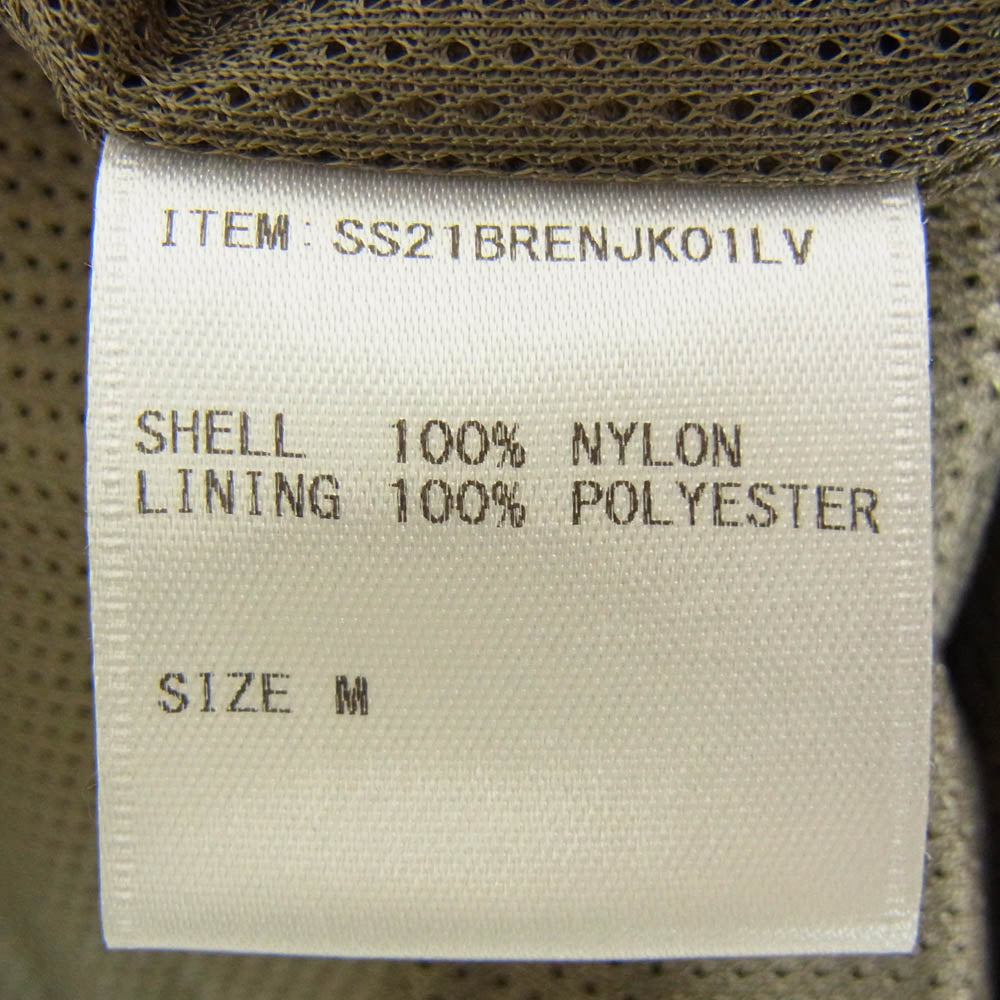 ITEM: SS21BRENJK01LV
SHELL 100% NYLON
LINING 100% POLYESTER
SIZE M